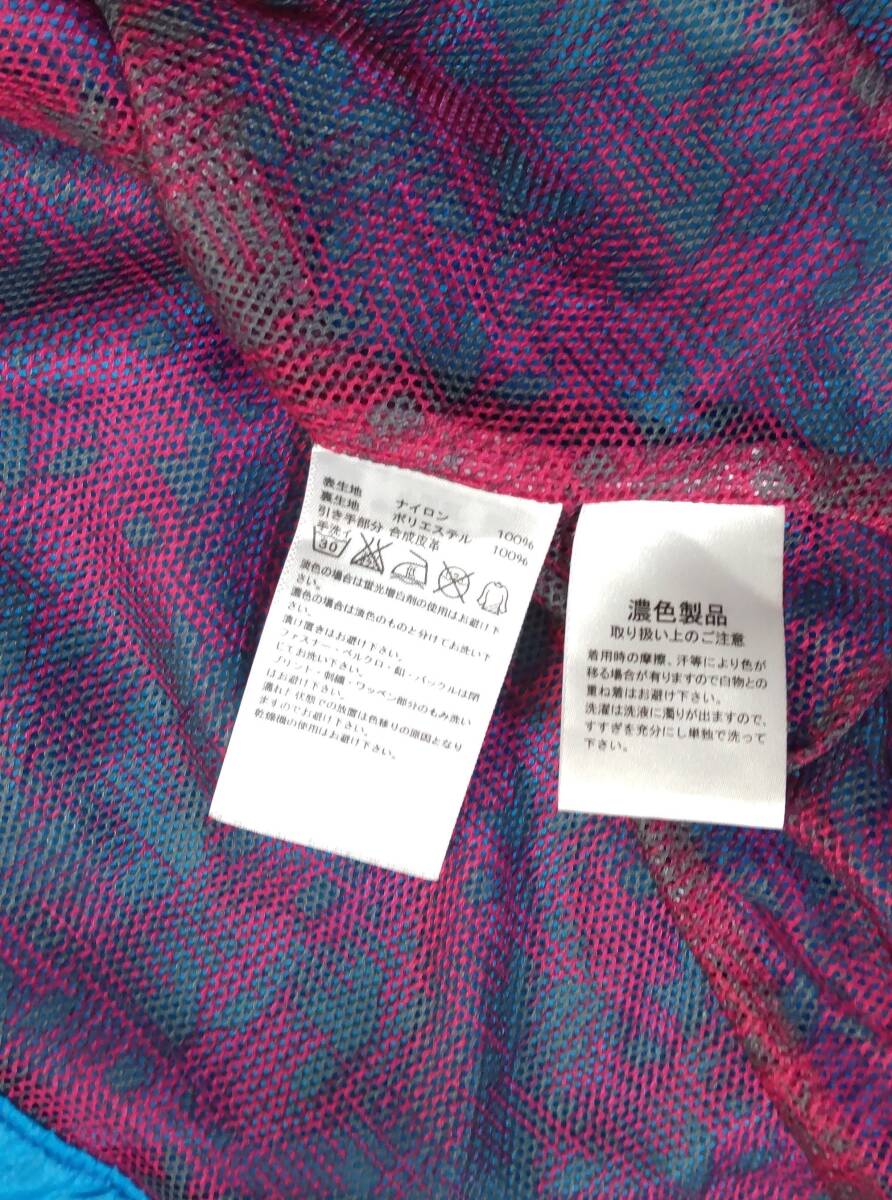 表生地 ナイロン 100%
裏生地 ポリエステル 100%
引き手部分 合成皮革
手洗イ
30
淡色の場合は蛍光増白剤の使用はお避け下
さい。
濃色の場合は淡色のものと分けてお洗い下
さい。
漬け置きはお避け下さい。
ファスナー・ベルクロ・釦・バックルは閉
じてお洗い下さい。
プリント・刺繍・ワッペン部分のもみ洗い
はお避け下さい。
濡れた状態での放置は色移りの原因となり
ますのでお避け下さい。
乾燥機の使用はお避け下さい。
濃色製品
取り扱い上のご注意
着用時の摩擦、汗等により色が
移る場合が有りますので白物との
重ね着はお避け下さい。
洗濯は洗液に濁りが出ますので、
すすぎを充分にし単独で洗って
下さい。